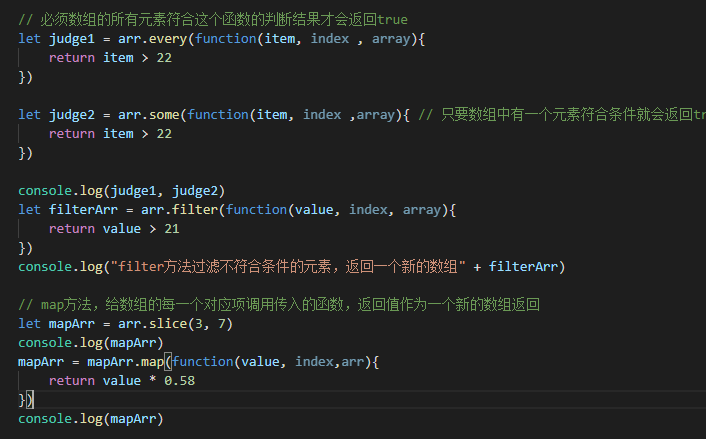 // 必须数组的所有元素符合这个函数的判断结果才会返回true
let judge1 = arr.every(function(item, index , array){
    return item > 22
})

let judge2 = arr.some(function(item, index ,array){ // 只要数组中有一个元素符合条件就会返回tr
    return item > 22
})

console.log(judge1, judge2)
let filterArr = arr.filter(function(value, index, array){
    return value > 21
})
console.log("filter方法过滤不符合条件的元素，返回一个新的数组" + filterArr)

// map方法，给数组的每一个对应项调用传入的函数，返回值作为一个新的数组返回
let mapArr = arr.slice(3, 7)
console.log(mapArr)
mapArr = mapArr.map(function(value, index,arr){
    return value * 0.58
})
console.log(mapArr)